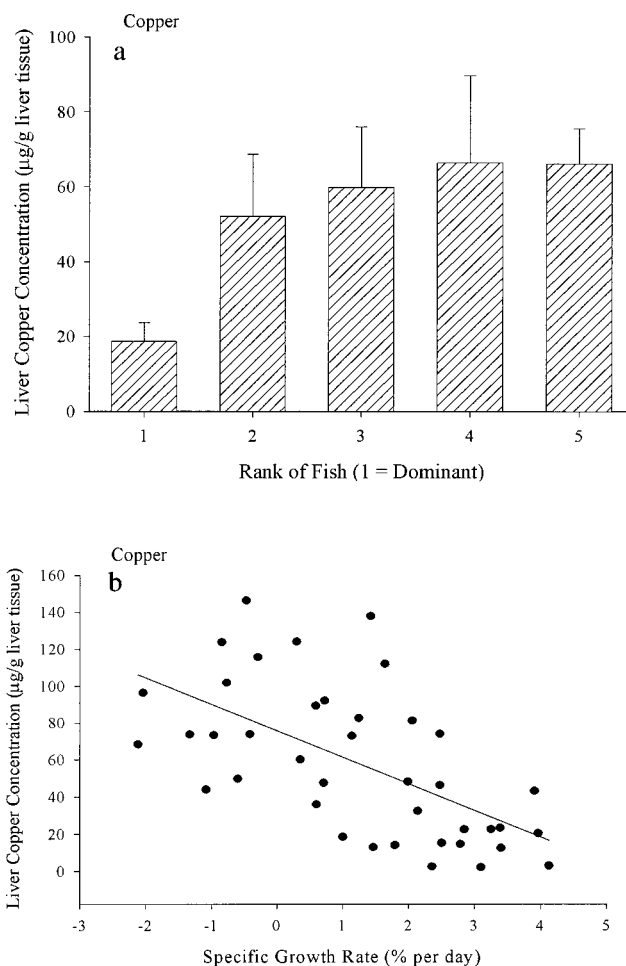 Copper
a
Liver Copper Concentration (μg/g liver tissue)
100
80
60
40
20
0
1 2 3 4 5
Rank of Fish (1 = Dominant)
Copper
b
Liver Copper Concentration (μg/g liver tissue)
160
140
120
100
80
60
40
20
0
-3 -2 -1 0 1 2 3 4 5
Specific Growth Rate (% per day)